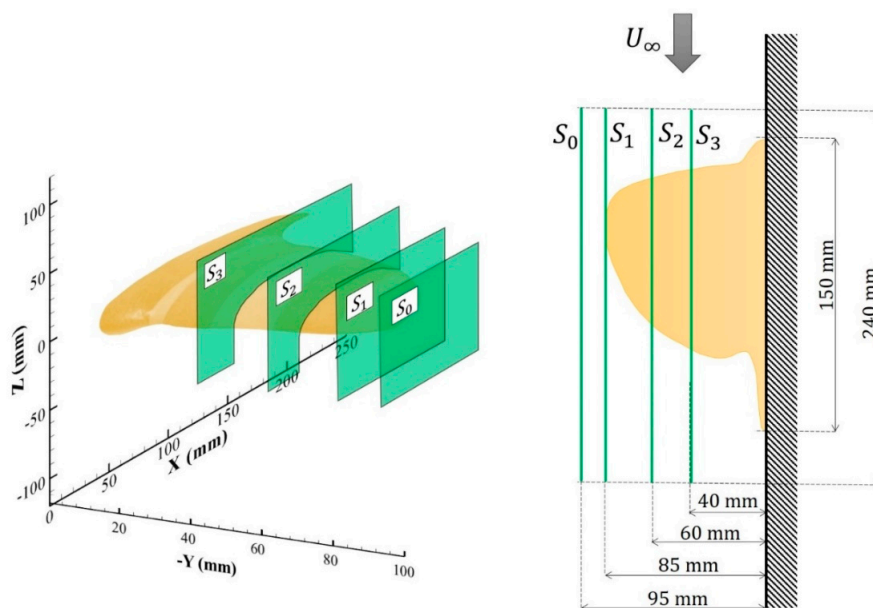 100
50
0
-50
-100
Z (mm)
S₃
S₂
S₁
S₀
250
200
150
100
50
X (mm)
0
20
40
60
80
100
-Y (mm)
U∞
S₀ S₁ S₂ S₃
150 mm
240 mm
40 mm
60 mm
85 mm
95 mm